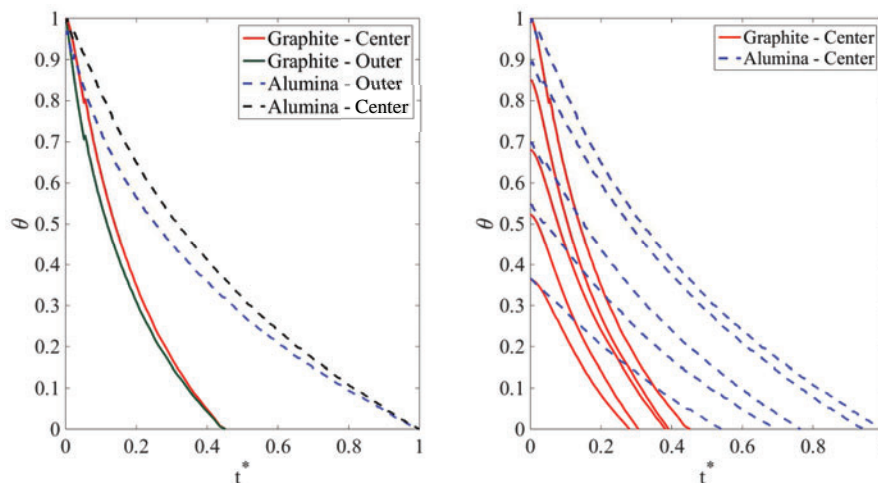 1
0.9
0.8
0.7
0.6
0.5
0.4
0.3
0.2
0.1
0
θ
0 0.2 0.4 0.6 0.8 1
t*
Graphite - Center
Graphite - Outer
Alumina - Outer
Alumina - Center
1
0.9
0.8
0.7
0.6
0.5
0.4
0.3
0.2
0.1
0
θ
0 0.2 0.4 0.6 0.8
t*
Graphite - Center
Alumina - Center